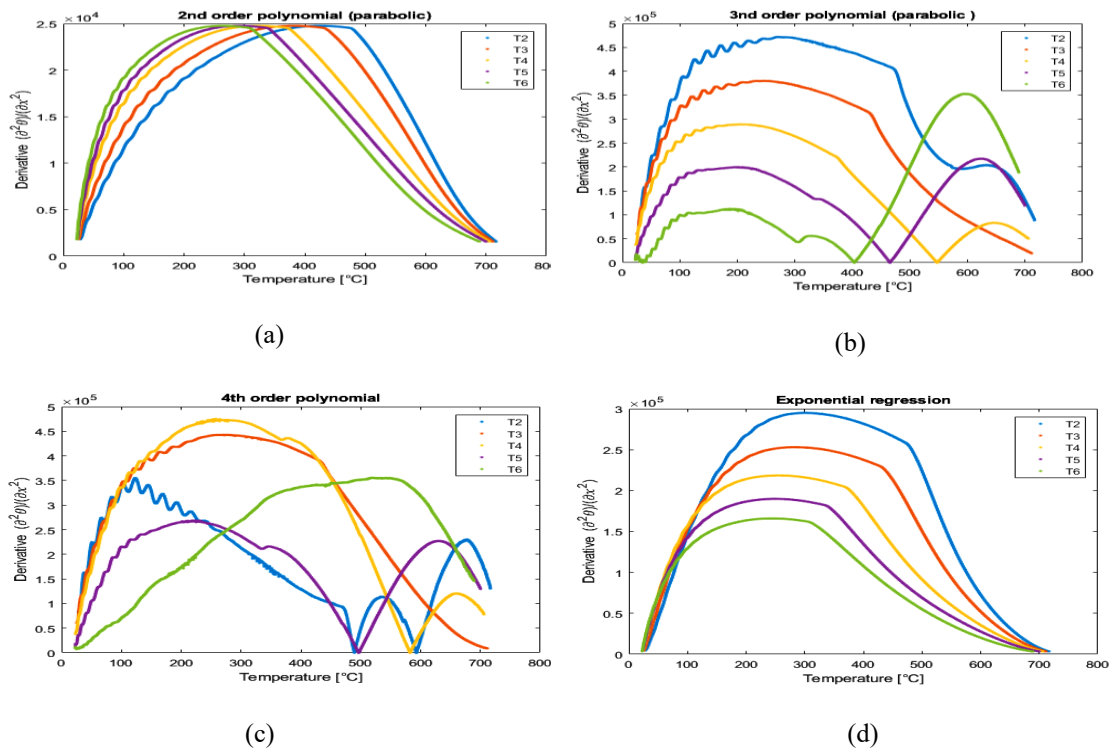 2nd order polynomial (parabolic)
×10⁴
2.5
2
1.5
1
0.5
0
0 100 200 300 400 500 600 700 80
Derivative (∂²θ)/(∂x²)
Temperature [°C]
T2
T3
T4
T5
T6
(a)
3nd order polynomial (parabolic )
×10⁵
5
4.5
4
3.5
3
2.5
2
1.5
1
0.5
0
0 100 200 300 400 500 600 700 800
Derivative (∂²θ)/(∂x²)
Temperature [°C]
T2
T3
T4
T5
T6
(b)
4th order polynomial
×10⁵
5
4.5
4
3.5
3
2.5
2
1.5
1
0.5
0
0 100 200 300 400 500 600 700 800
Derivative (∂²θ)/(∂x²)
Temperature [°C]
T2
T3
T4
T5
T6
(c)
Exponential regression
×10⁵
3
2.5
2
1.5
1
0.5
0
0 100 200 300 400 500 600 700 800
Derivative (∂²θ)/(∂x²)
Temperature [°C]
T2
T3
T4
T5
T6
(d)